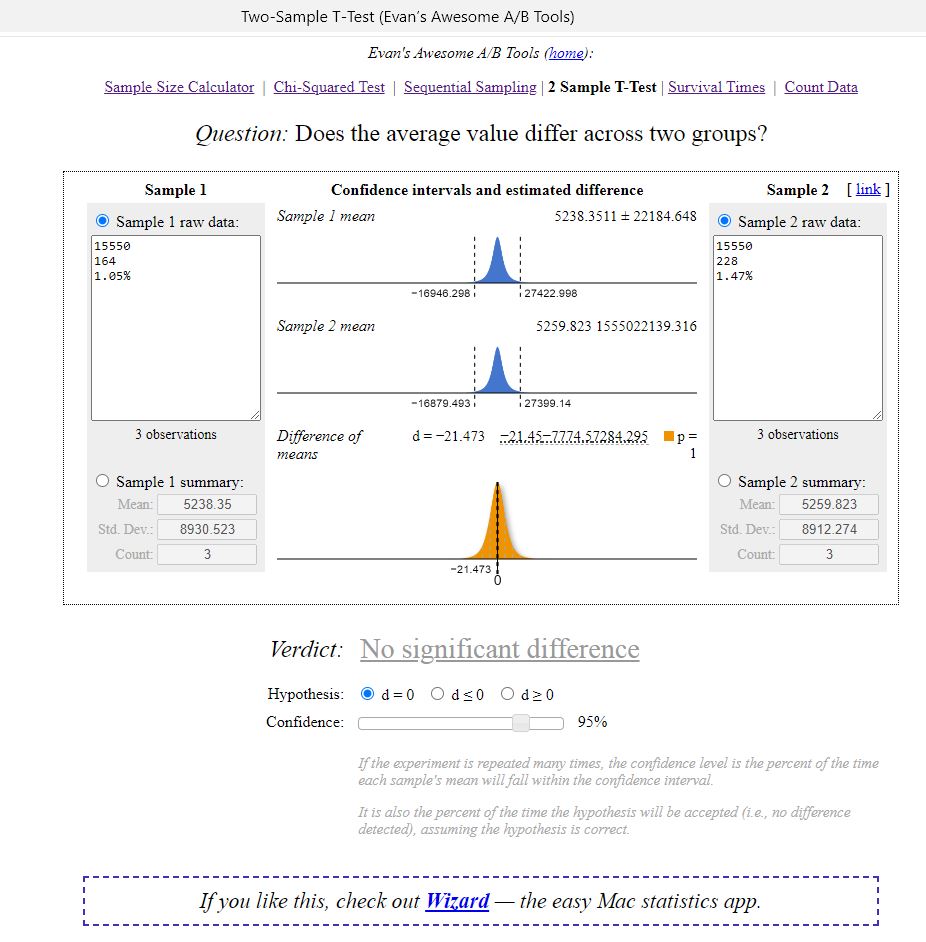 Two-Sample T-Test (Evan's Awesome A/B Tools)
Evan's Awesome A/B Tools (home):
Sample Size Calculator | Chi-Squared Test | Sequential Sampling | 2 Sample T-Test | Survival Times | Count Data
Question: Does the average value differ across two groups?
Sample 1
Confidence intervals and estimated difference
Sample 2 [ link ]
Sample 1 raw data:
15550
164
1.05%
3 observations
Sample 1 summary:
Mean: 5238.35
Std. Dev.: 8930.523
Count: 3
Sample 1 mean 5238.3511 ± 22184.648
−16946.298 27422.998
Sample 2 mean 5259.823 1555022139.316
−16879.493 27399.14
Difference of d = −21.473 −21.45−7774.57284.295 p =
means 1
−21.473
0
Sample 2 raw data:
15550
228
1.47%
3 observations
Sample 2 summary:
Mean: 5259.823
Std. Dev.: 8912.274
Count: 3
Verdict: No significant difference
Hypothesis: d = 0 d ≤ 0 d ≥ 0
Confidence: 95%
If the experiment is repeated many times, the confidence level is the percent of the time
each sample's mean will fall within the confidence interval.
It is also the percent of the time the hypothesis will be accepted (i.e., no difference
detected), assuming the hypothesis is correct.
If you like this, check out Wizard — the easy Mac statistics app.